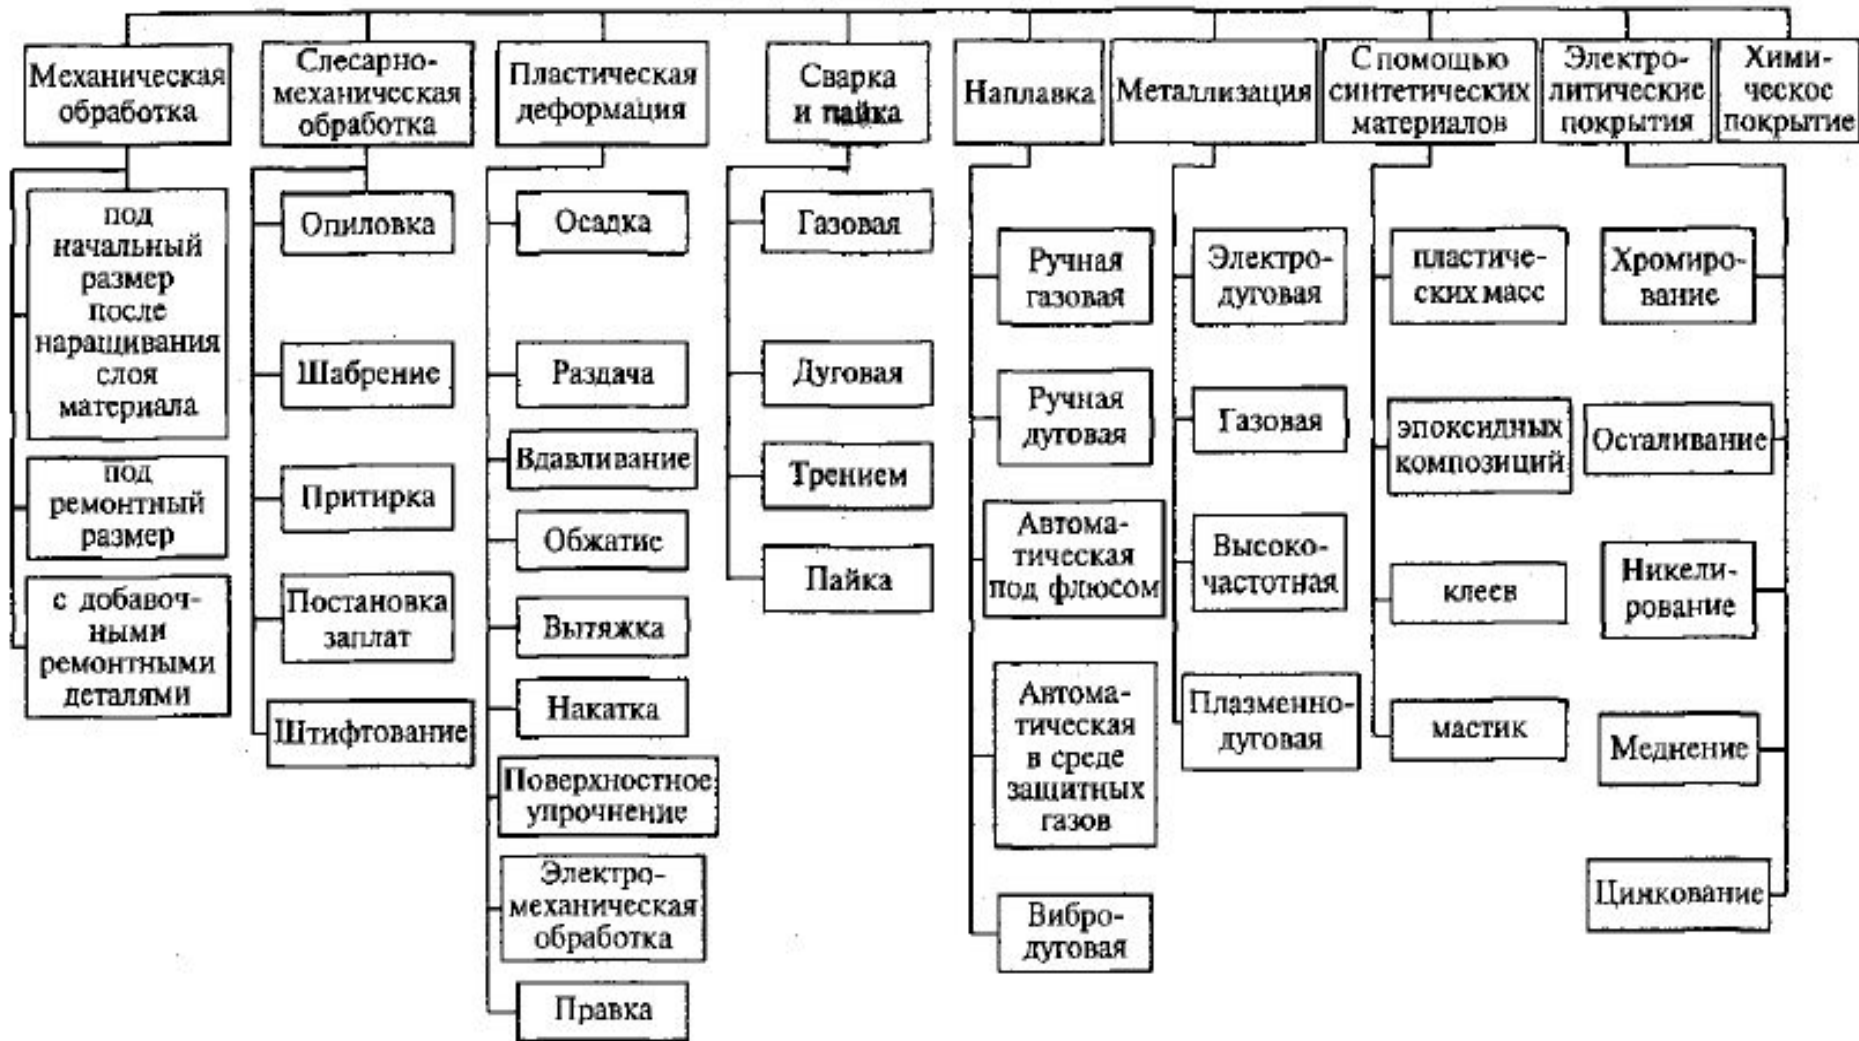 Механическая
обработка
под
начальный
размер
после
наращивания
слоя
материала
под
ремонтный
размер
с добавоч-
ными
ремонтными
деталями
Слесарно-
механическая
обработка
Опиловка
Шабрение
Притирка
Постановка
заплат
Штифтование
Пластическая
деформация
Осадка
Раздача
Вдавливание
Обжатие
Вытяжка
Накатка
Поверхностное
упрочнение
Электро-
механическая
обработка
Правка
Сварка
и пайка
Газовая
Дуговая
Трением
Пайка
Наплавка
Ручная
газовая
Ручная
дуговая
Автома-
тическая
под флюсом
Автома-
тическая
в среде
защитных
газов
Вибро-
дуговая
Металлизация
Электро-
дуговая
Газовая
Высоко-
частотная
Плазменно-
дуговая
С помощью
синтетических
материалов
пластиче-
ских масс
эпоксидных
композиций
клеев
мастик
Электро-
литические
покрытия
Хромиро-
вание
Осталивание
Никели-
рование
Меднение
Цинкование
Хими-
ческое
покрытие